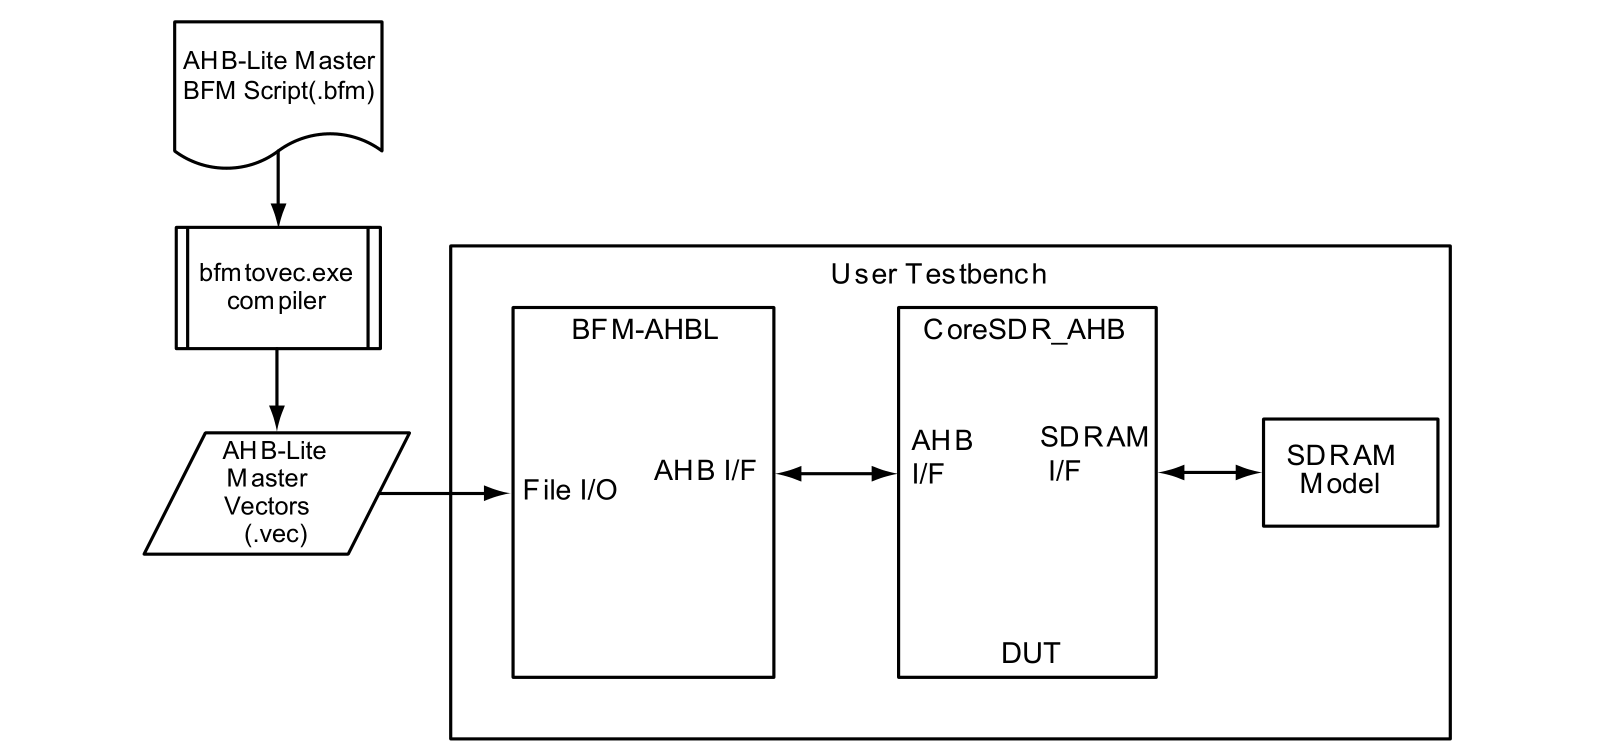 AHB-Lite Master
BFM Script(.bfm)
bfmtovec.exe
compiler
AHB-Lite
Master
Vectors
(.vec)
User Testbench
BFM-AHBL
File I/O
AHB I/F
CoreSDR_AHB
AHB
I/F
SDRAM
I/F
DUT
SDRAM
Model